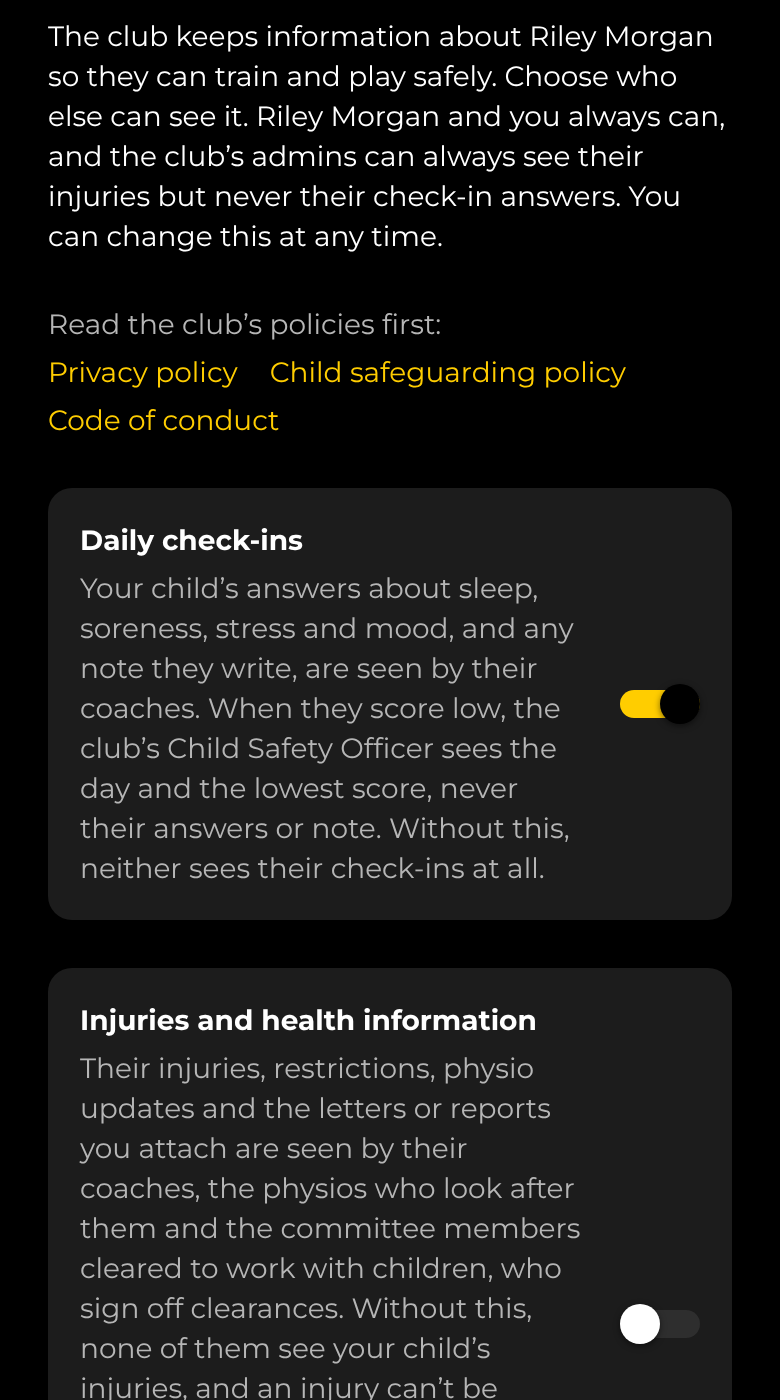 The club keeps information about Riley Morgan
so they can train and play safely. Choose who
else can see it. Riley Morgan and you always can,
and the club’s admins can always see their
injuries but never their check-in answers. You
can change this at any time.
Read the club’s policies first:
Privacy policy Child safeguarding policy
Code of conduct
Daily check-ins
Your child’s answers about sleep,
soreness, stress and mood, and any
note they write, are seen by their
coaches. When they score low, the
club’s Child Safety Officer sees the
day and the lowest score, never
their answers or note. Without this,
neither sees their check-ins at all.
Injuries and health information
Their injuries, restrictions, physio
updates and the letters or reports
you attach are seen by their
coaches, the physios who look after
them and the committee members
cleared to work with children, who
sign off clearances. Without this,
none of them see your child’s
injuries, and an injury can’t be